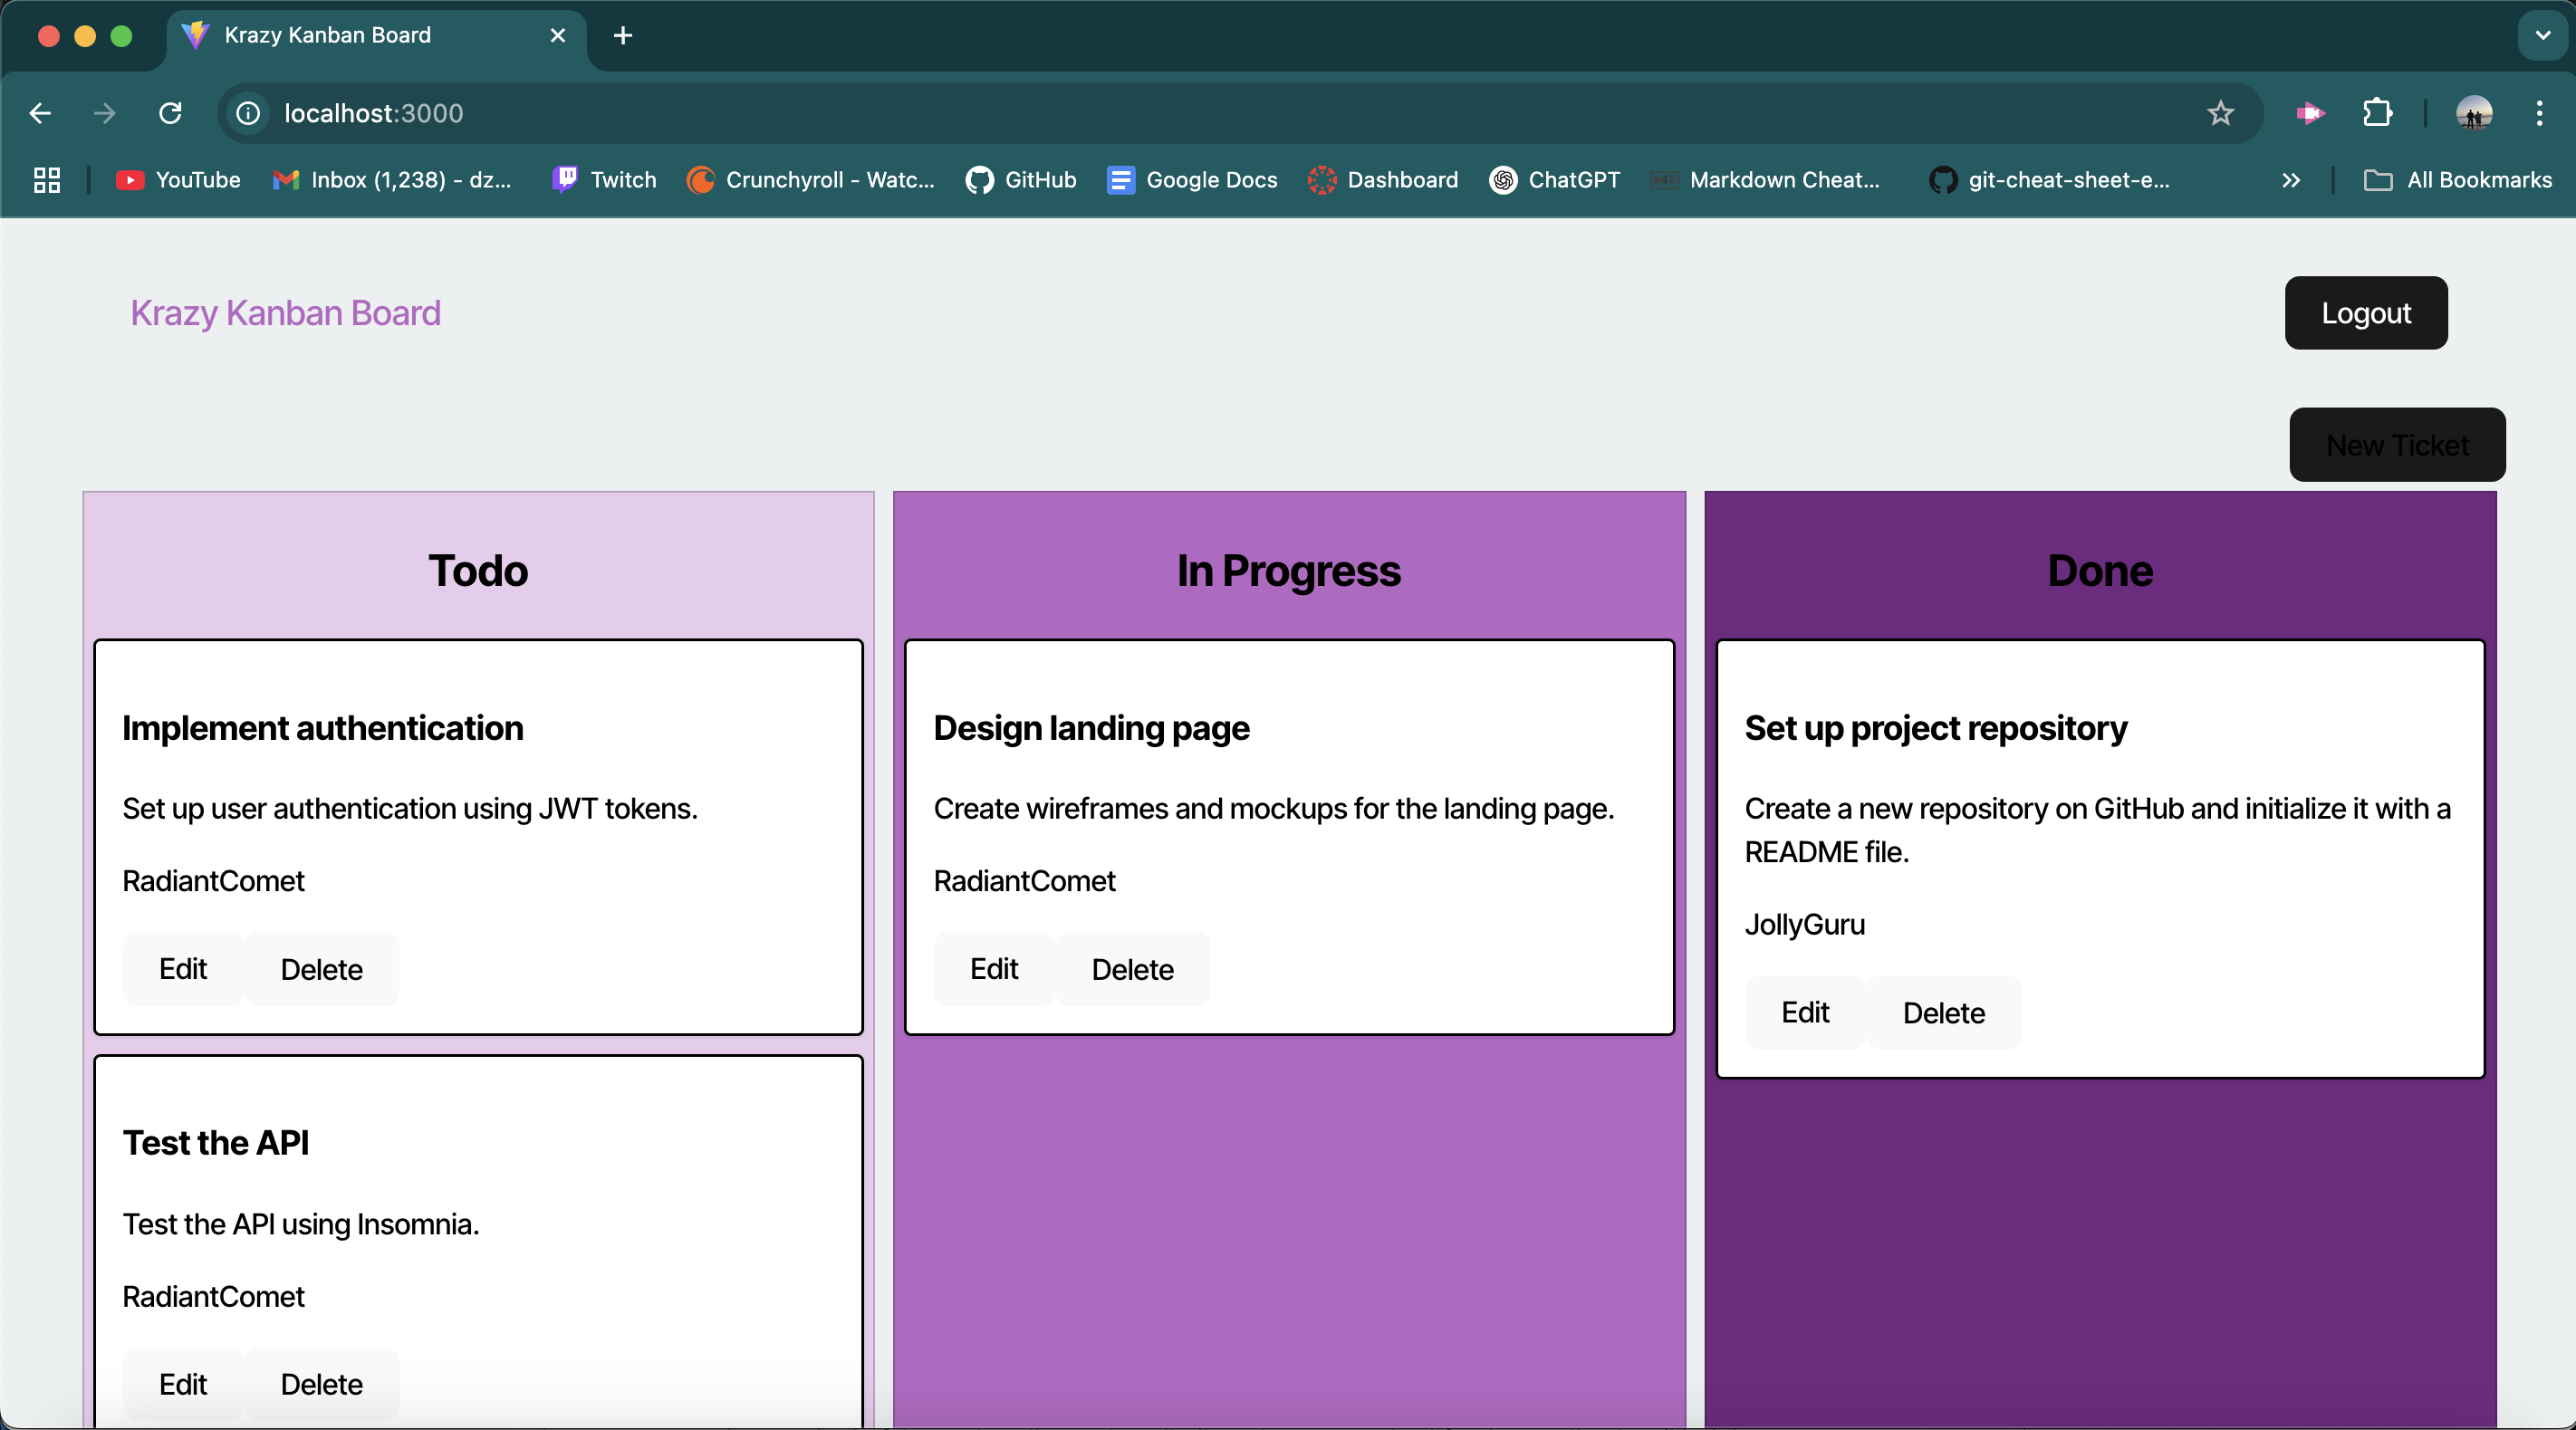 Krazy Kanban Board
localhost:3000
YouTube
Inbox (1,238) - dz...
Twitch
Crunchyroll - Watc...
GitHub
Google Docs
Dashboard
ChatGPT
Markdown Cheat...
git-cheat-sheet-e...
All Bookmarks
Krazy Kanban Board
Logout
New Ticket
Todo
Implement authentication
Set up user authentication using JWT tokens.
RadiantComet
Edit Delete
Test the API
Test the API using Insomnia.
RadiantComet
Edit Delete
In Progress
Design landing page
Create wireframes and mockups for the landing page.
RadiantComet
Edit Delete
Done
Set up project repository
Create a new repository on GitHub and initialize it with a
README file.
JollyGuru
Edit Delete